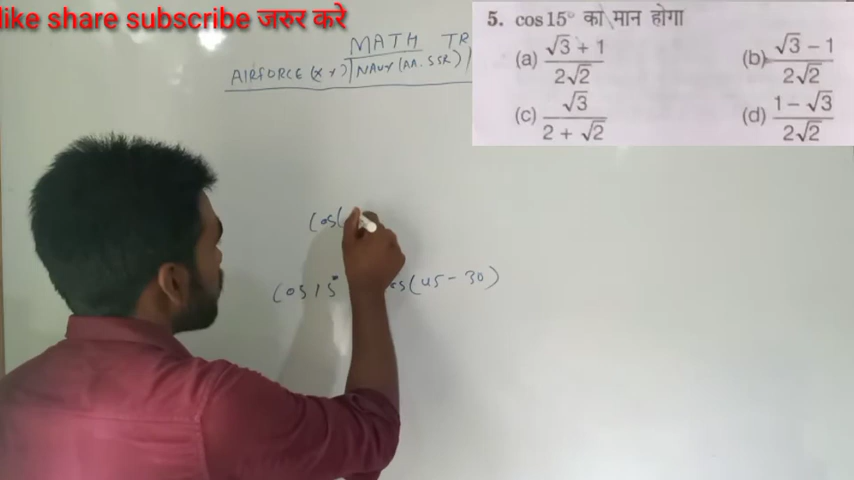 like share subscribe जरुर करे
MATH TR
AIRFORCE (X Y) NAVY (AA. SSR)
5. cos 15° का मान होगा
(a) (√3 + 1)/(2√2)
(b) (√3 − 1)/(2√2)
(c) √3/(2 + √2)
(d) (1 − √3)/(2√2)
cos(
cos 15° cos(45 - 30)